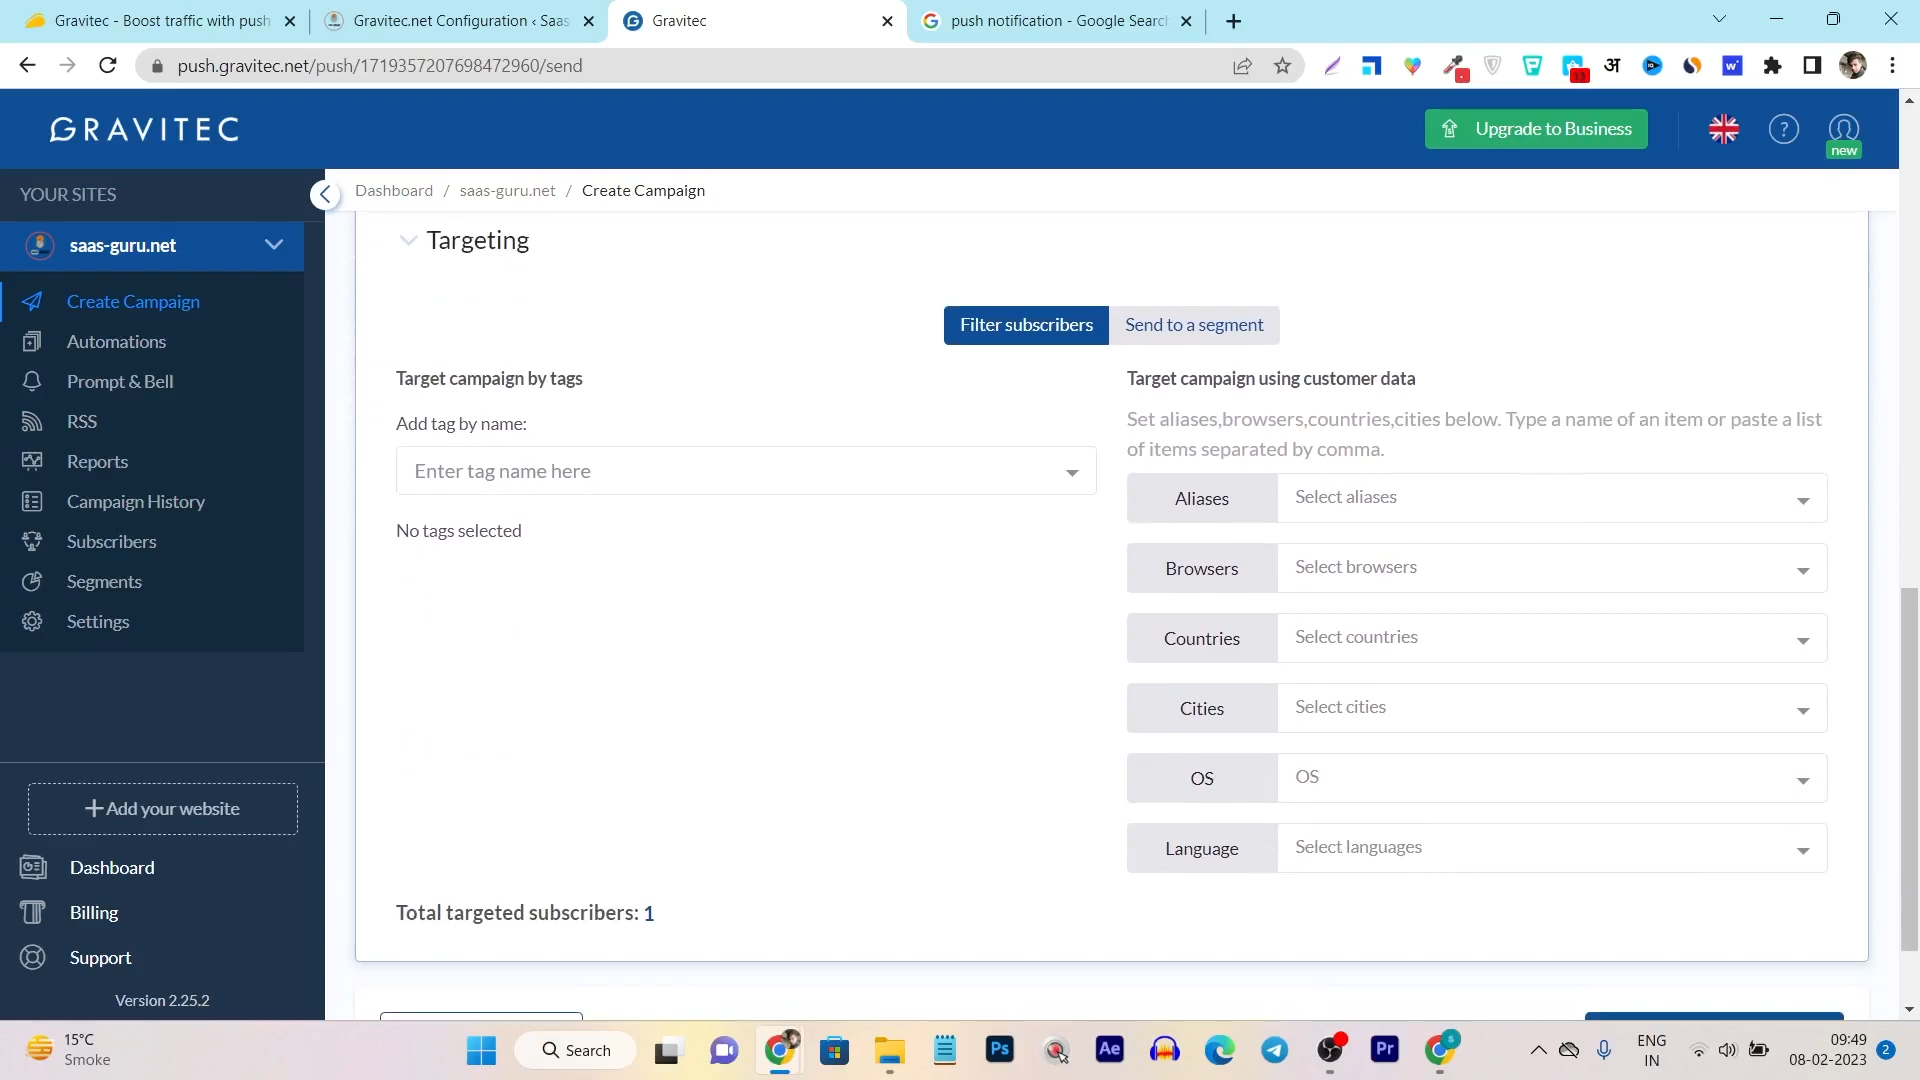 Gravitec - Boost traffic with push
Gravitec.net Configuration ‹ Saas
Gravitec
push notification - Google Search
push.gravitec.net/push/1719357207698472960/send
GRAVITEC
Upgrade to Business
?
new
YOUR SITES
Dashboard / saas-guru.net / Create Campaign
saas-guru.net
Create Campaign
Automations
Prompt & Bell
RSS
Reports
Campaign History
Subscribers
Segments
Settings
Add your website
Dashboard
Billing
Support
Version 2.25.2
Targeting
Filter subscribers
Send to a segment
Target campaign by tags
Add tag by name:
Enter tag name here
No tags selected
Target campaign using customer data
Set aliases,browsers,countries,cities below. Type a name of an item or paste a list
of items separated by comma.
Aliases Select aliases
Browsers Select browsers
Countries Select countries
Cities Select cities
OS OS
Language Select languages
Total targeted subscribers: 1
15°C
Smoke
Search
Ps
Ae
Pr
ENG
IN
09:49
08-02-2023
2